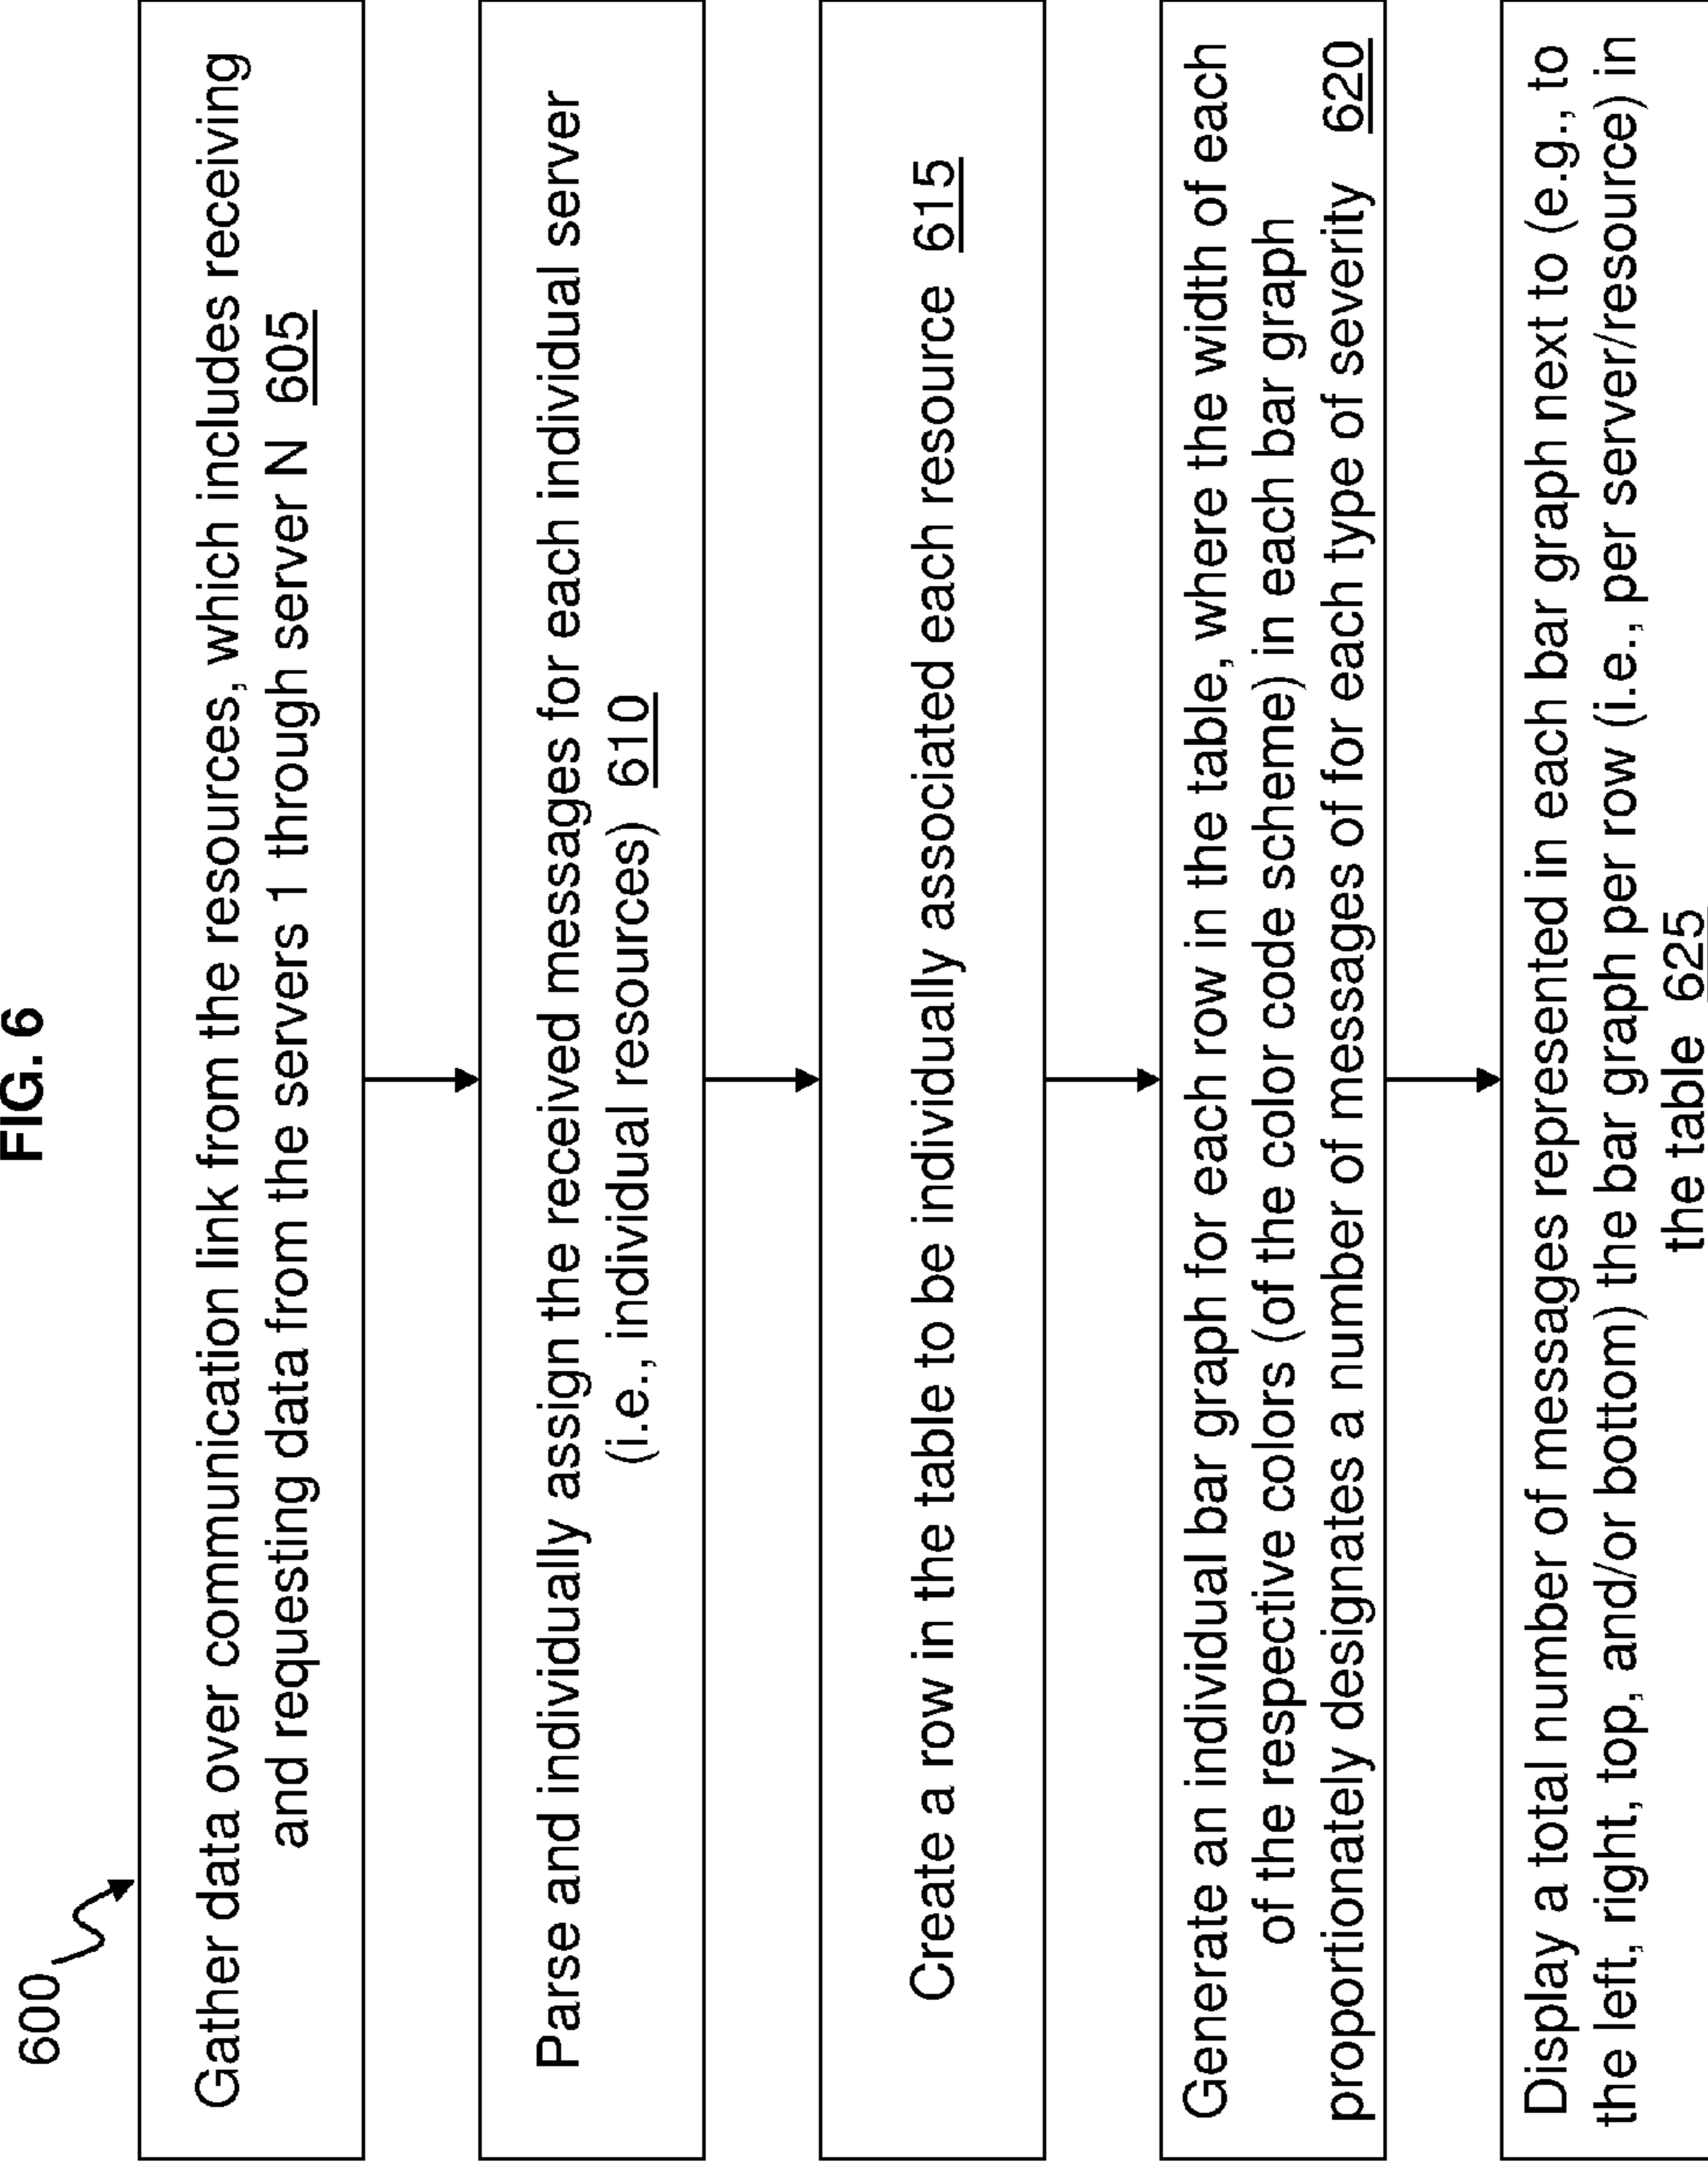 FIG. 6
600
Gather data over communication link from the resources, which includes receiving
and requesting data from the servers 1 through server N 605
Parse and individually assign the received messages for each individual server
(i.e., individual resources) 610
Create a row in the table to be individually associated each resource 615
Generate an individual bar graph for each row in the table, where the width of each
of the respective colors (of the color code scheme) in each bar graph
proportionately designates a number of messages of for each type of severity 620
Display a total number of messages represented in each bar graph next to (e.g., to
the left, right, top, and/or bottom) the bar graph per row (i.e., per server/resource) in
the table 625